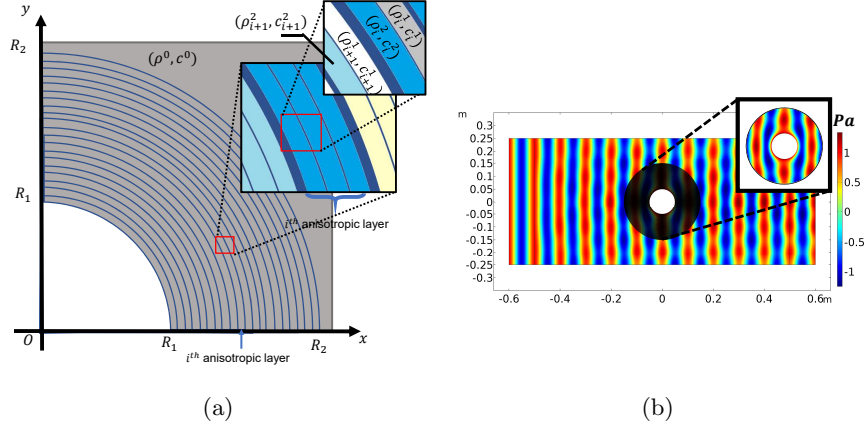 y
R₂
(ρ⁰, c⁰)
(ρ²ᵢ₊₁, c²ᵢ₊₁)
(ρ¹ᵢ₊₁, c¹ᵢ₊₁)
(ρ²ᵢ, c²ᵢ)
(ρ¹ᵢ, c¹ᵢ)
iᵗʰ anisotropic layer
R₁
O
R₁
R₂
x
iᵗʰ anisotropic layer
(a)
m
0.3
0.25
0.2
0.15
0.1
0.05
0
-0.05
-0.1
-0.15
-0.2
-0.25
-0.3
-0.6 -0.4 -0.2 0 0.2 0.4 0.6m
Pa
1
0.5
0
-0.5
-1
(b)